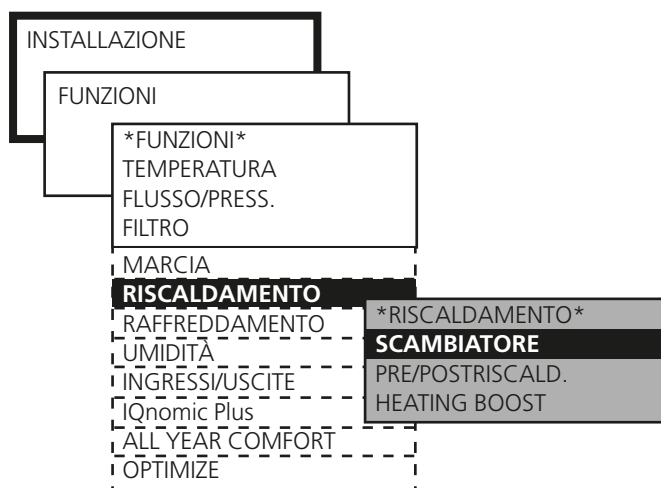 INSTALLAZIONE
FUNZIONI
*FUNZIONI*
TEMPERATURA
FLUSSO/PRESS.
FILTRO
MARCIA
RISCALDAMENTO
RAFFREDDAMENTO
UMIDITÀ
INGRESSI/USCITE
IQnomic Plus
ALL YEAR COMFORT
OPTIMIZE
*RISCALDAMENTO*
SCAMBIATORE
PRE/POSTRISCALD.
HEATING BOOST